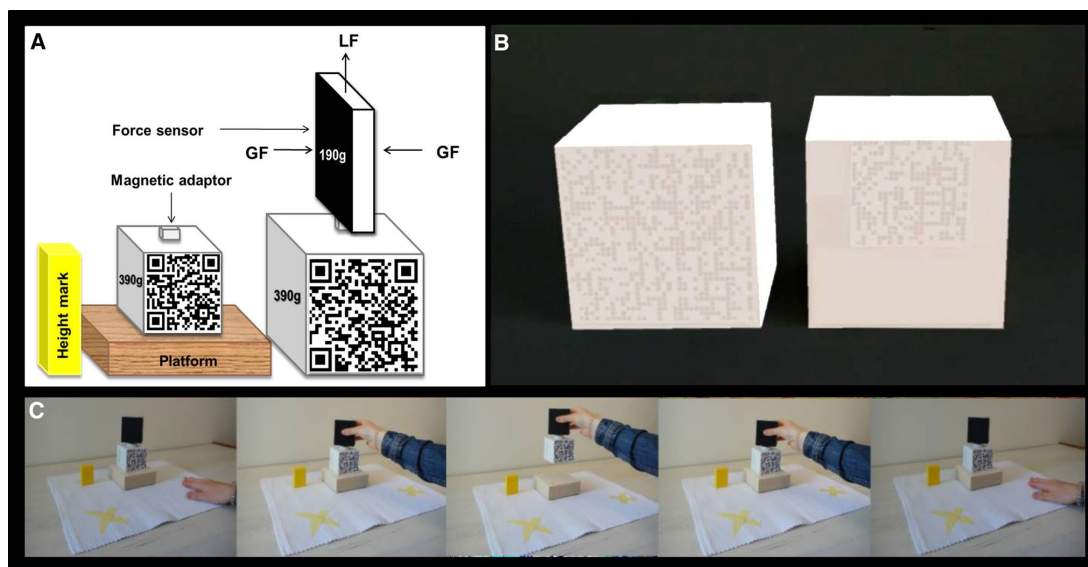 A
LF
Force sensor
GF
190g
GF
Magnetic adaptor
390g
390g
Height mark
Platform
B
C